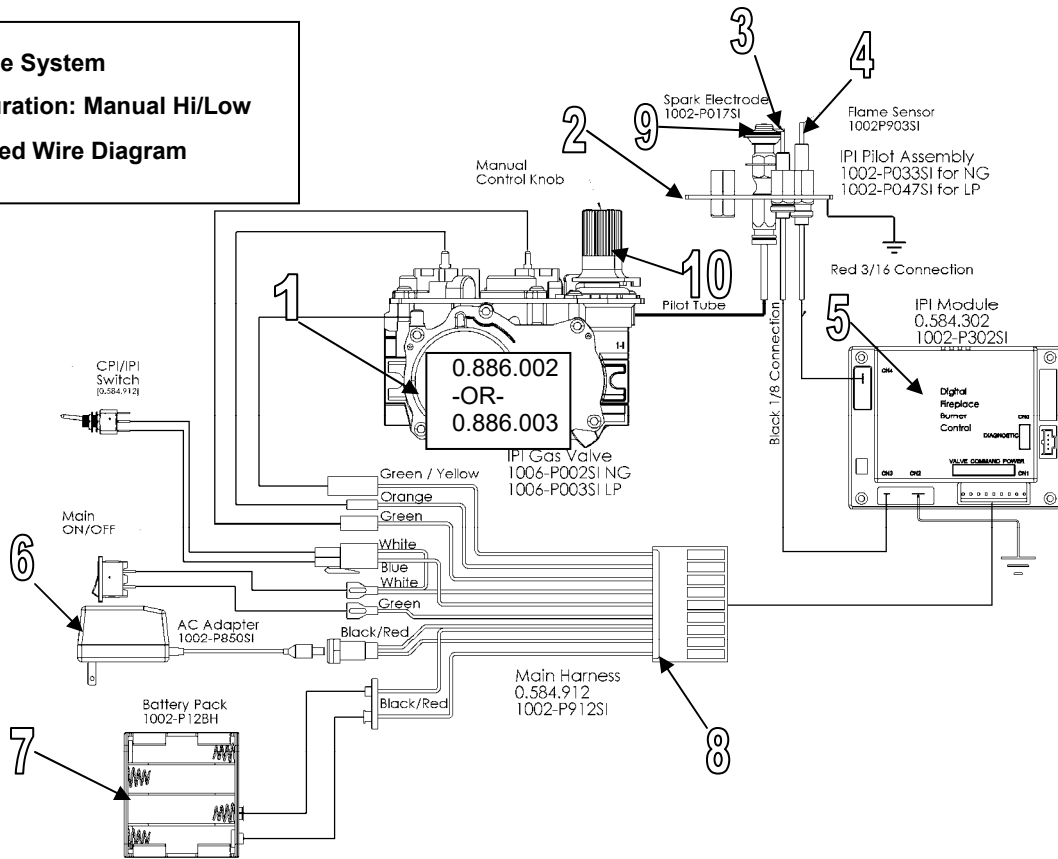 e System
uration: Manual Hi/Low
ed Wire Diagram
3
4
Spark Electrode
1002-P017SI
9
2
Flame Sensor
1002P903SI
IPI Pilot Assembly
1002-P033SI for NG
1002-P047SI for LP
Manual
Control Knob
10
1
Pilot Tube
Red 3/16 Connection
Black 1/8 Connection
5
IPI Module
0.584.302
1002-P302SI
CN4
Digital
Fireplace
Burner
Control
DIAGNOSTIC
VALVE COMMAND POWER
CN3
CN2
CN1
0.886.002
-OR-
0.886.003
IPI Gas Valve
1006-P002SI NG
1006-P003SI LP
CPI/IPI
Switch
[0.584.912]
Green / Yellow
Orange
Green
White
Blue
White
Green
Black/Red
Black/Red
Main
ON/OFF
6
AC Adapter
1002-P850SI
Main Harness
0.584.912
1002-P912SI
8
Battery Pack
1002-P12BH
7